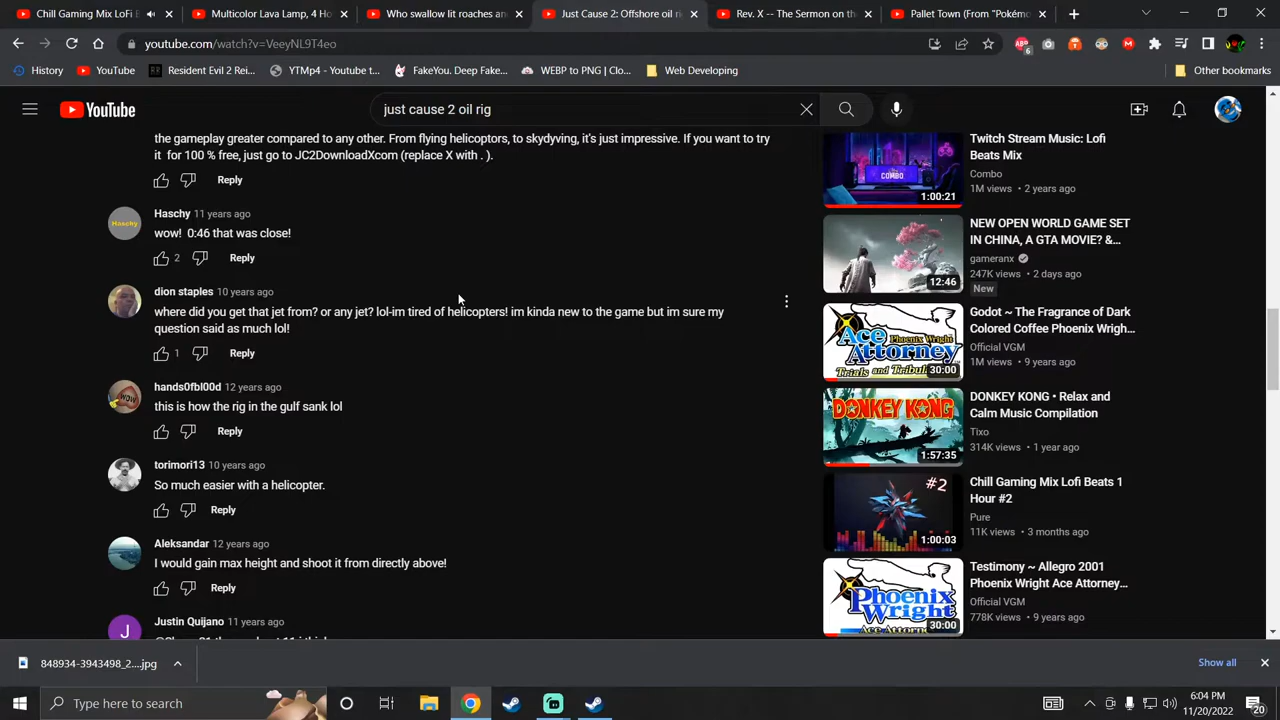 Chill Gaming Mix Lofi B
Multicolor Lava Lamp, 4 Ho
Who swallow lit roaches and
Just Cause 2: Offshore oil ri
Rev. X -- The Sermon on the
Pallet Town (From "Pokémo
youtube.com/watch?v=VeeyNL9T4eo
ABP
6
History
YouTube
Resident Evil 2 Rei...
YTMp4 - Youtube t...
FakeYou. Deep Fake...
WEBP to PNG | Clo...
Web Developing
Other bookmarks
YouTube
just cause 2 oil rig
the gameplay greater compared to any other. From flying helicoptors, to skydyving, it's just impressive. If you want to try
it for 100 % free, just go to JC2DownloadXcom (replace X with . ).
Reply
Haschy
Haschy 11 years ago
wow! 0:46 that was close!
2 Reply
dion staples 10 years ago
where did you get that jet from? or any jet? lol-im tired of helicopters! im kinda new to the game but im sure my
question said as much lol!
1 Reply
WOW
hands0fbl00d 12 years ago
this is how the rig in the gulf sank lol
Reply
torimori13 10 years ago
So much easier with a helicopter.
Reply
Aleksandar 12 years ago
I would gain max height and shoot it from directly above!
Reply
J
Justin Quijano 11 years ago
COMBO
1:00:21
Twitch Stream Music: Lofi
Beats Mix
Combo
1M views • 2 years ago
12:46
NEW OPEN WORLD GAME SET
IN CHINA, A GTA MOVIE? &...
gameranx
247K views • 2 days ago
New
Phoenix Wright
Ace Attorney
Trials and Tribul
30:00
Godot ~ The Fragrance of Dark
Colored Coffee Phoenix Wrigh...
Official VGM
1M views • 9 years ago
DONKEY KONG
1:57:35
DONKEY KONG • Relax and
Calm Music Compilation
Tixo
314K views • 1 year ago
#2
1:00:03
Chill Gaming Mix Lofi Beats 1
Hour #2
Pure
11K views • 3 months ago
Phoenix
Wright
Ace Attorn
30:00
Testimony ~ Allegro 2001
Phoenix Wright Ace Attorney...
Official VGM
778K views • 9 years ago
848934-3943498_2....jpg
Show all
Type here to search
6:04 PM
11/20/2022
20